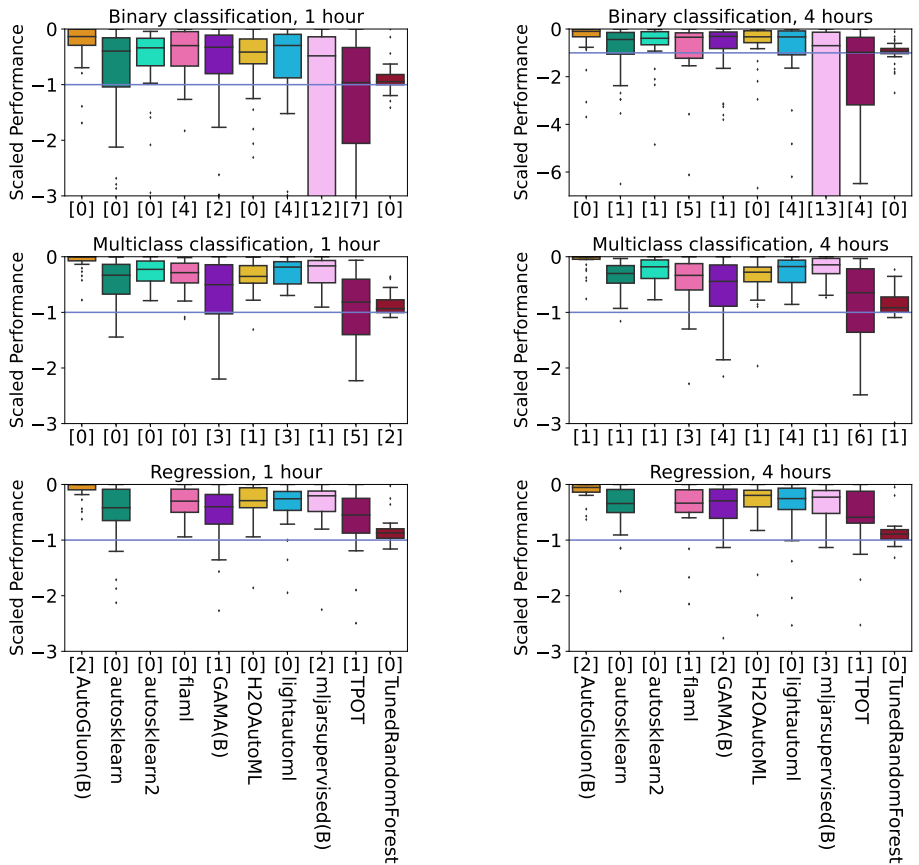 Binary classification, 1 hour
Scaled Performance
0
−1
−2
−3
[0] [0] [0] [4] [2] [0] [4] [12] [7] [0]
Binary classification, 4 hours
Scaled Performance
0
−2
−4
−6
[0] [1] [1] [5] [1] [0] [4] [13] [4] [0]
Multiclass classification, 1 hour
Scaled Performance
0
−1
−2
−3
[0] [0] [0] [0] [3] [0] [3] [1] [5] [2]
Multiclass classification, 4 hours
Scaled Performance
0
−1
−2
−3
[1] [1] [1] [3] [4] [1] [4] [1] [6] [1]
Regression, 1 hour
Scaled Performance
0
−1
−2
−3
[2] [0] [0] [0] [1] [0] [0] [2] [1] [0]
AutoGluon(B)
autosklearn
autosklearn2
flaml
GAMA(B)
H2OAutoML
lightautoml
mljarsupervised(B)
TPOT
TunedRandomForest
Regression, 4 hours
Scaled Performance
0
−1
−2
−3
[2] [0] [0] [1] [2] [0] [0] [3] [1] [0]
AutoGluon(B)
autosklearn
autosklearn2
flaml
GAMA(B)
H2OAutoML
lightautoml
mljarsupervised(B)
TPOT
TunedRandomForest